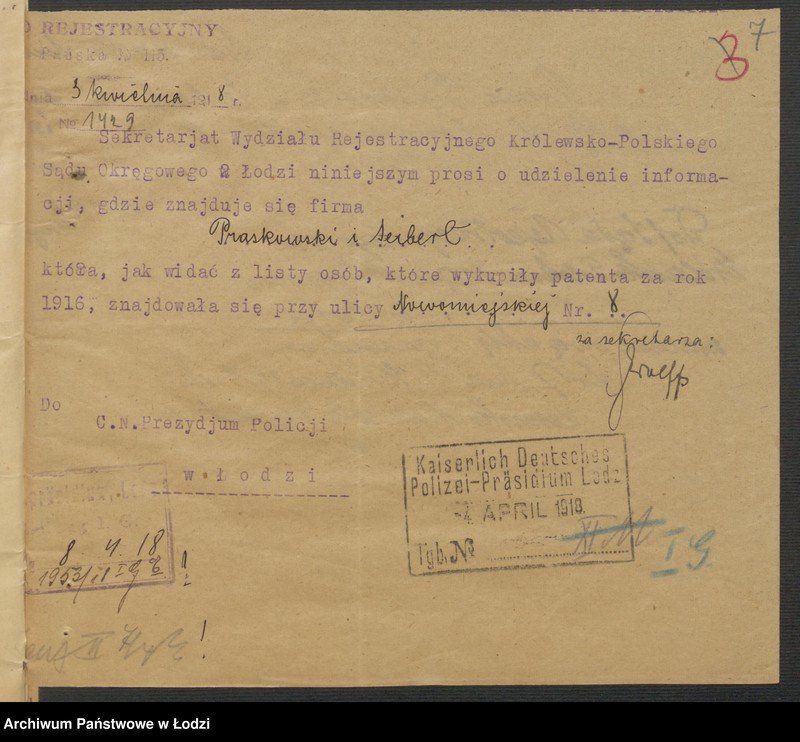 7
3
REJESTRACYJNY
3 kwietnia 1918 r.
No 1429
Sekretarjat Wydziału Rejestracyjnego Królewsko-Polskiego
Sądu Okręgowego w Łodzi niniejszym prosi o udzielenie informa-
cji, gdzie znajduje się firma
Praskowski i Seibert
która, jak widać z listy osób, które wykupiły patenta za rok
1916, znajdowała się przy ulicy Nowomiejskiej Nr. 8.
za sekretarza:
Do
C.N.Prezydjum Policji
w Łodzi
Kaiserlich Deutsches
Polizei-Präsidium Lodz
-4. APRIL 1918.
Tgb. №
I G
8. 4. 18
Archiwum Państwowe w Łodzi